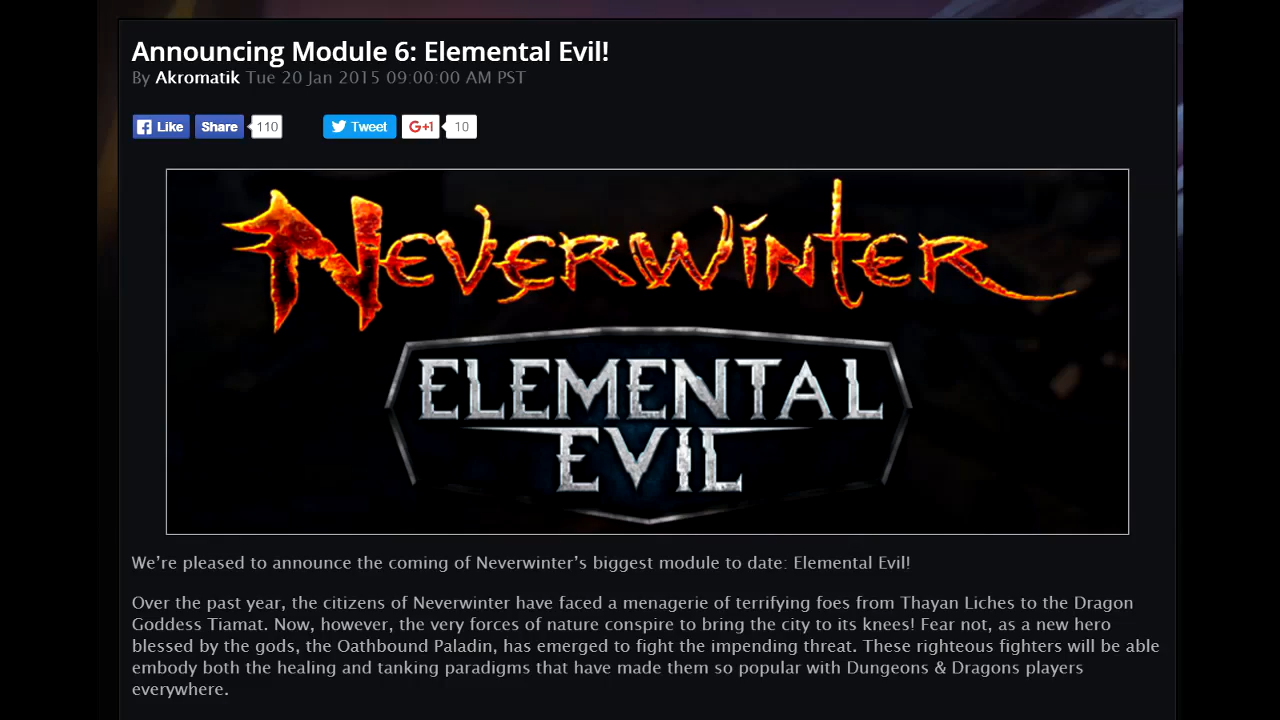 Announcing Module 6: Elemental Evil!
By Akromatik Tue 20 Jan 2015 09:00:00 AM PST
Like Share 110 Tweet G+1 10
NEVERWINTER
ELEMENTAL
EVIL
We’re pleased to announce the coming of Neverwinter’s biggest module to date: Elemental Evil!
Over the past year, the citizens of Neverwinter have faced a menagerie of terrifying foes from Thayan Liches to the Dragon
Goddess Tiamat. Now, however, the very forces of nature conspire to bring the city to its knees! Fear not, as a new hero
blessed by the gods, the Oathbound Paladin, has emerged to fight the impending threat. These righteous fighters will be able
embody both the healing and tanking paradigms that have made them so popular with Dungeons & Dragons players
everywhere.